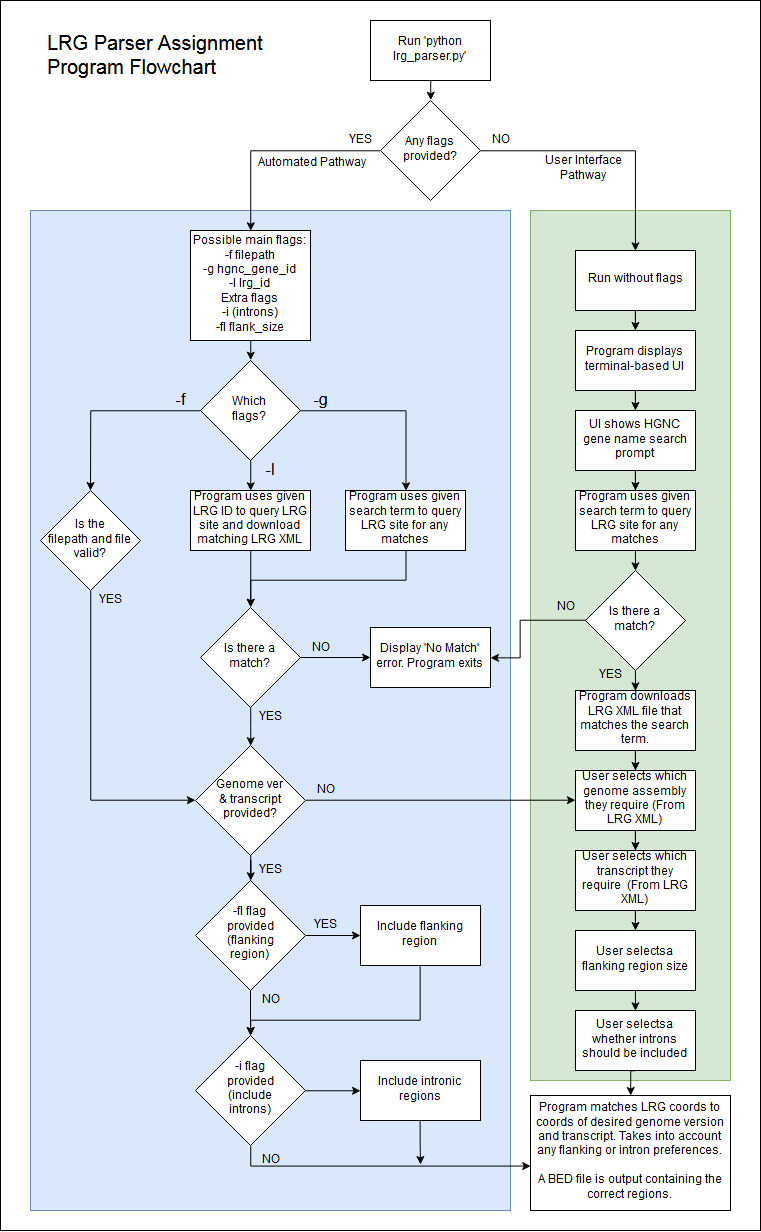 LRG Parser Assignment
Program Flowchart
Run 'python
lrg_parser.py'
Any flags
provided?
YES
NO
Automated Pathway
User Interface
Pathway
Possible main flags:
-f filepath
-g hgnc_gene_id
-l lrg_id
Extra flags
-i (introns)
-fl flank_size
Run without flags
Program displays
terminal-based UI
Which
flags?
-f
-g
-l
UI shows HGNC
gene name search
prompt
Is the
filepath and file
valid?
YES
Program uses given
LRG ID to query LRG
site and download
matching LRG XML
Program uses given
search term to query
LRG site for any
matches
Program uses given
search term to query
LRG site for any
matches
Is there a
match?
NO
YES
Is there a
match?
NO
YES
Display 'No Match'
error. Program exits
Program downloads
LRG XML file that
matches the search
term.
Genome ver
& transcript
provided?
NO
YES
User selects which
genome assembly
they require (From
LRG XML)
User selects which
transcript they
require (From LRG
XML)
-fl flag
provided
(flanking
region)
YES
NO
Include flanking
region
User selectsa
flanking region size
User selectsa
whether introns
should be included
-i flag
provided
(include
introns)
Include intronic
regions
NO
Program matches LRG coords to
coords of desired genome version
and transcript. Takes into account
any flanking or intron preferences.
A BED file is output containing the
correct regions.